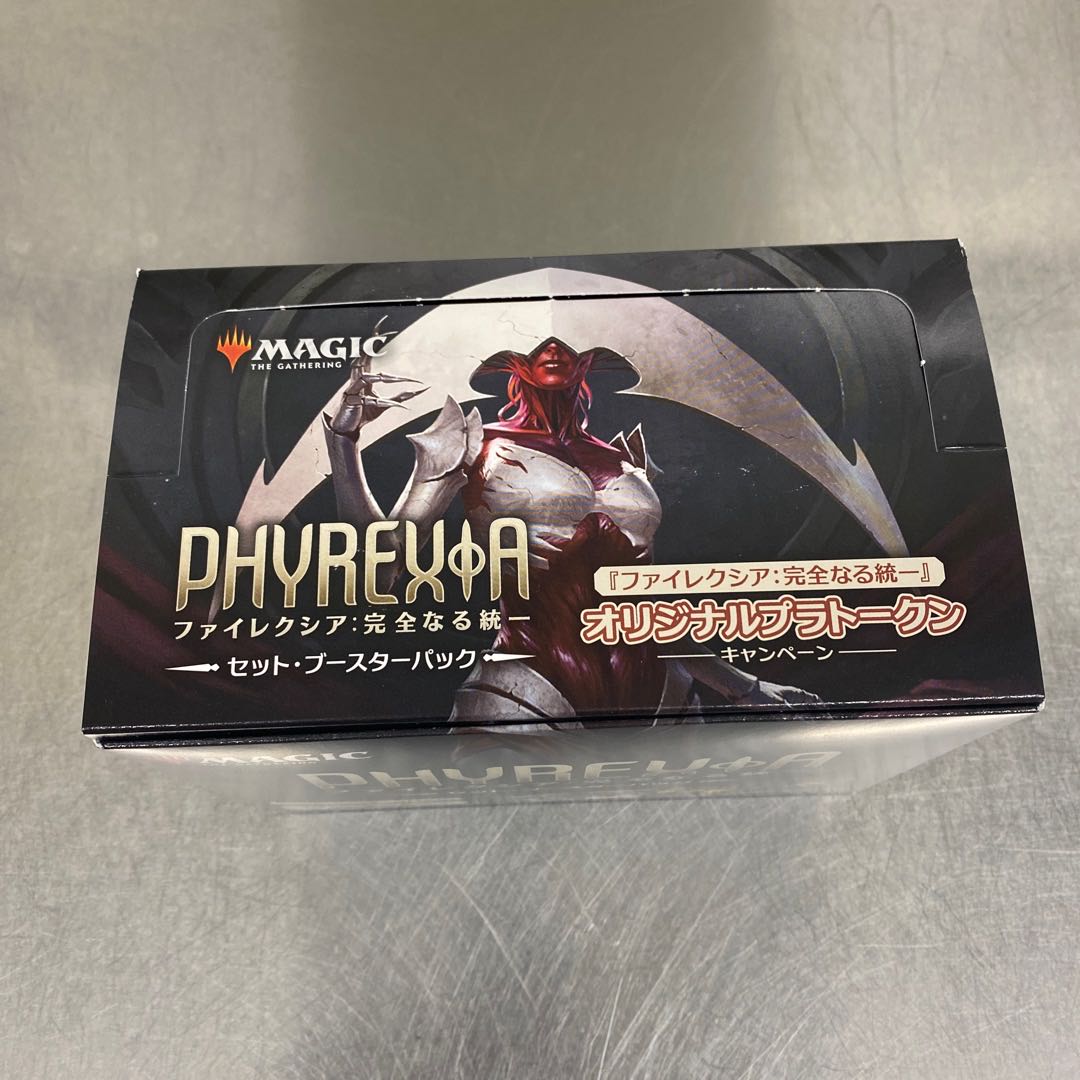 MAGIC
THE GATHERING
PHYREXIA
ファイレクシア:完全なる統一
セット・ブースターパック
『ファイレクシア:完全なる統一』
オリジナルプラトークン
キャンペーン
MAGIC
PHYREXIA